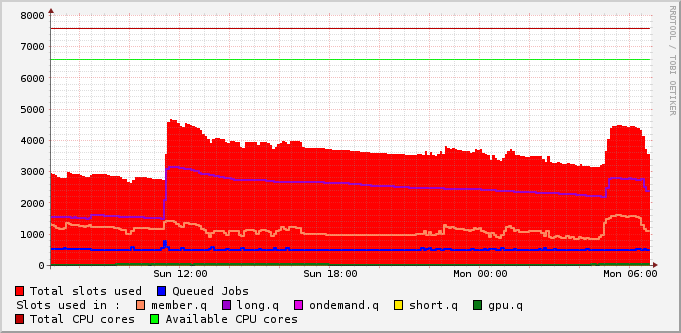 8000
7000
6000
5000
4000
3000
2000
1000
0
Sun 12:00 Sun 18:00 Mon 00:00 Mon 06:00
RRDTOOL / TOBI OETIKER
Total slots used Queued Jobs
Slots used in : member.q long.q ondemand.q short.q gpu.q
Total CPU cores Available CPU cores